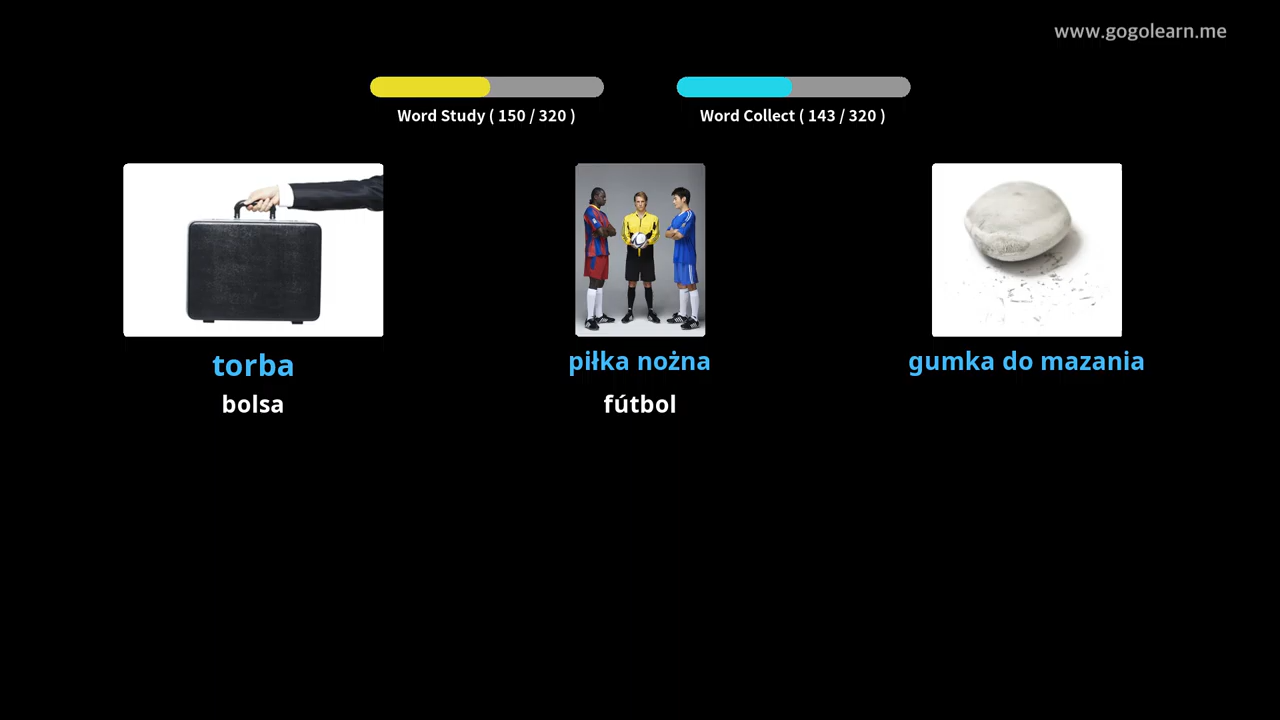 www.gogolearn.me
Word Study ( 150 / 320 )
Word Collect ( 143 / 320 )
torba
piłka nożna
gumka do mazania
bolsa
fútbol